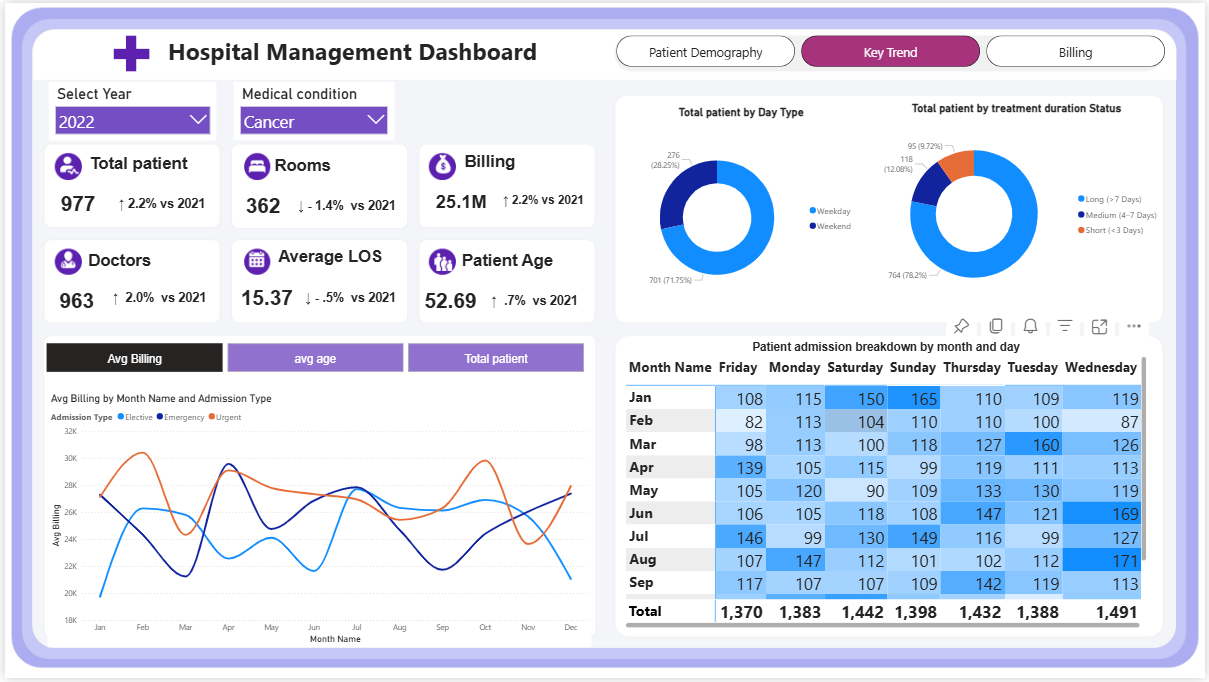 Hospital Management Dashboard
Patient Demography
Key Trend
Billing
Select Year
2022
Medical condition
Cancer
Total patient
977 ↑ 2.2% vs 2021
Rooms
362 ↓ - 1.4% vs 2021
Billing
25.1M ↑ 2.2% vs 2021
Doctors
963 ↑ 2.0% vs 2021
Average LOS
15.37 ↓ - .5% vs 2021
Patient Age
52.69 ↑ .7% vs 2021
Total patient by Day Type
276
(28.25%)
701 (71.75%)
Weekday
Weekend
Total patient by treatment duration Status
95 (9.72%)
118
(12.08%)
764 (78.2%)
Long (>7 Days)
Medium (4–7 Days)
Short (<3 Days)
Avg Billing
avg age
Total patient
Avg Billing by Month Name and Admission Type
Admission Type Elective Emergency Urgent
32K
30K
28K
26K
24K
22K
20K
18K
Avg Billing
Jan Feb Mar Apr May Jun Jul Aug Sep Oct Nov Dec
Month Name
Patient admission breakdown by month and day
Month Name Friday Monday Saturday Sunday Thursday Tuesday Wednesday
Jan 108 115 150 165 110 109 119
Feb 82 113 104 110 110 100 87
Mar 98 113 100 118 127 160 126
Apr 139 105 115 99 119 111 113
May 105 120 90 109 133 130 119
Jun 106 105 118 108 147 121 169
Jul 146 99 130 149 116 99 127
Aug 107 147 112 101 102 112 171
Sep 117 107 107 109 142 119 113
Total 1,370 1,383 1,442 1,398 1,432 1,388 1,491